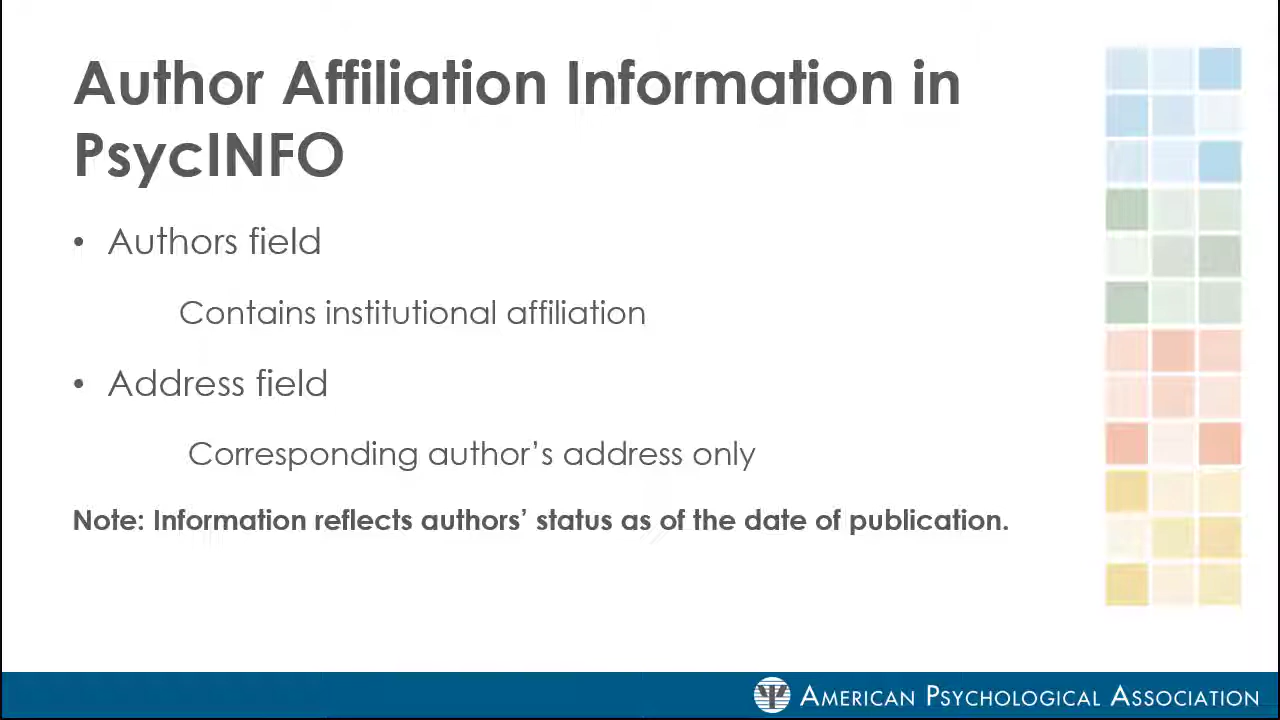 Author Affiliation Information in
PsycINFO
• Authors field
Contains institutional affiliation
• Address field
Corresponding author’s address only
Note: Information reflects authors’ status as of the date of publication.
AMERICAN PSYCHOLOGICAL ASSOCIATION